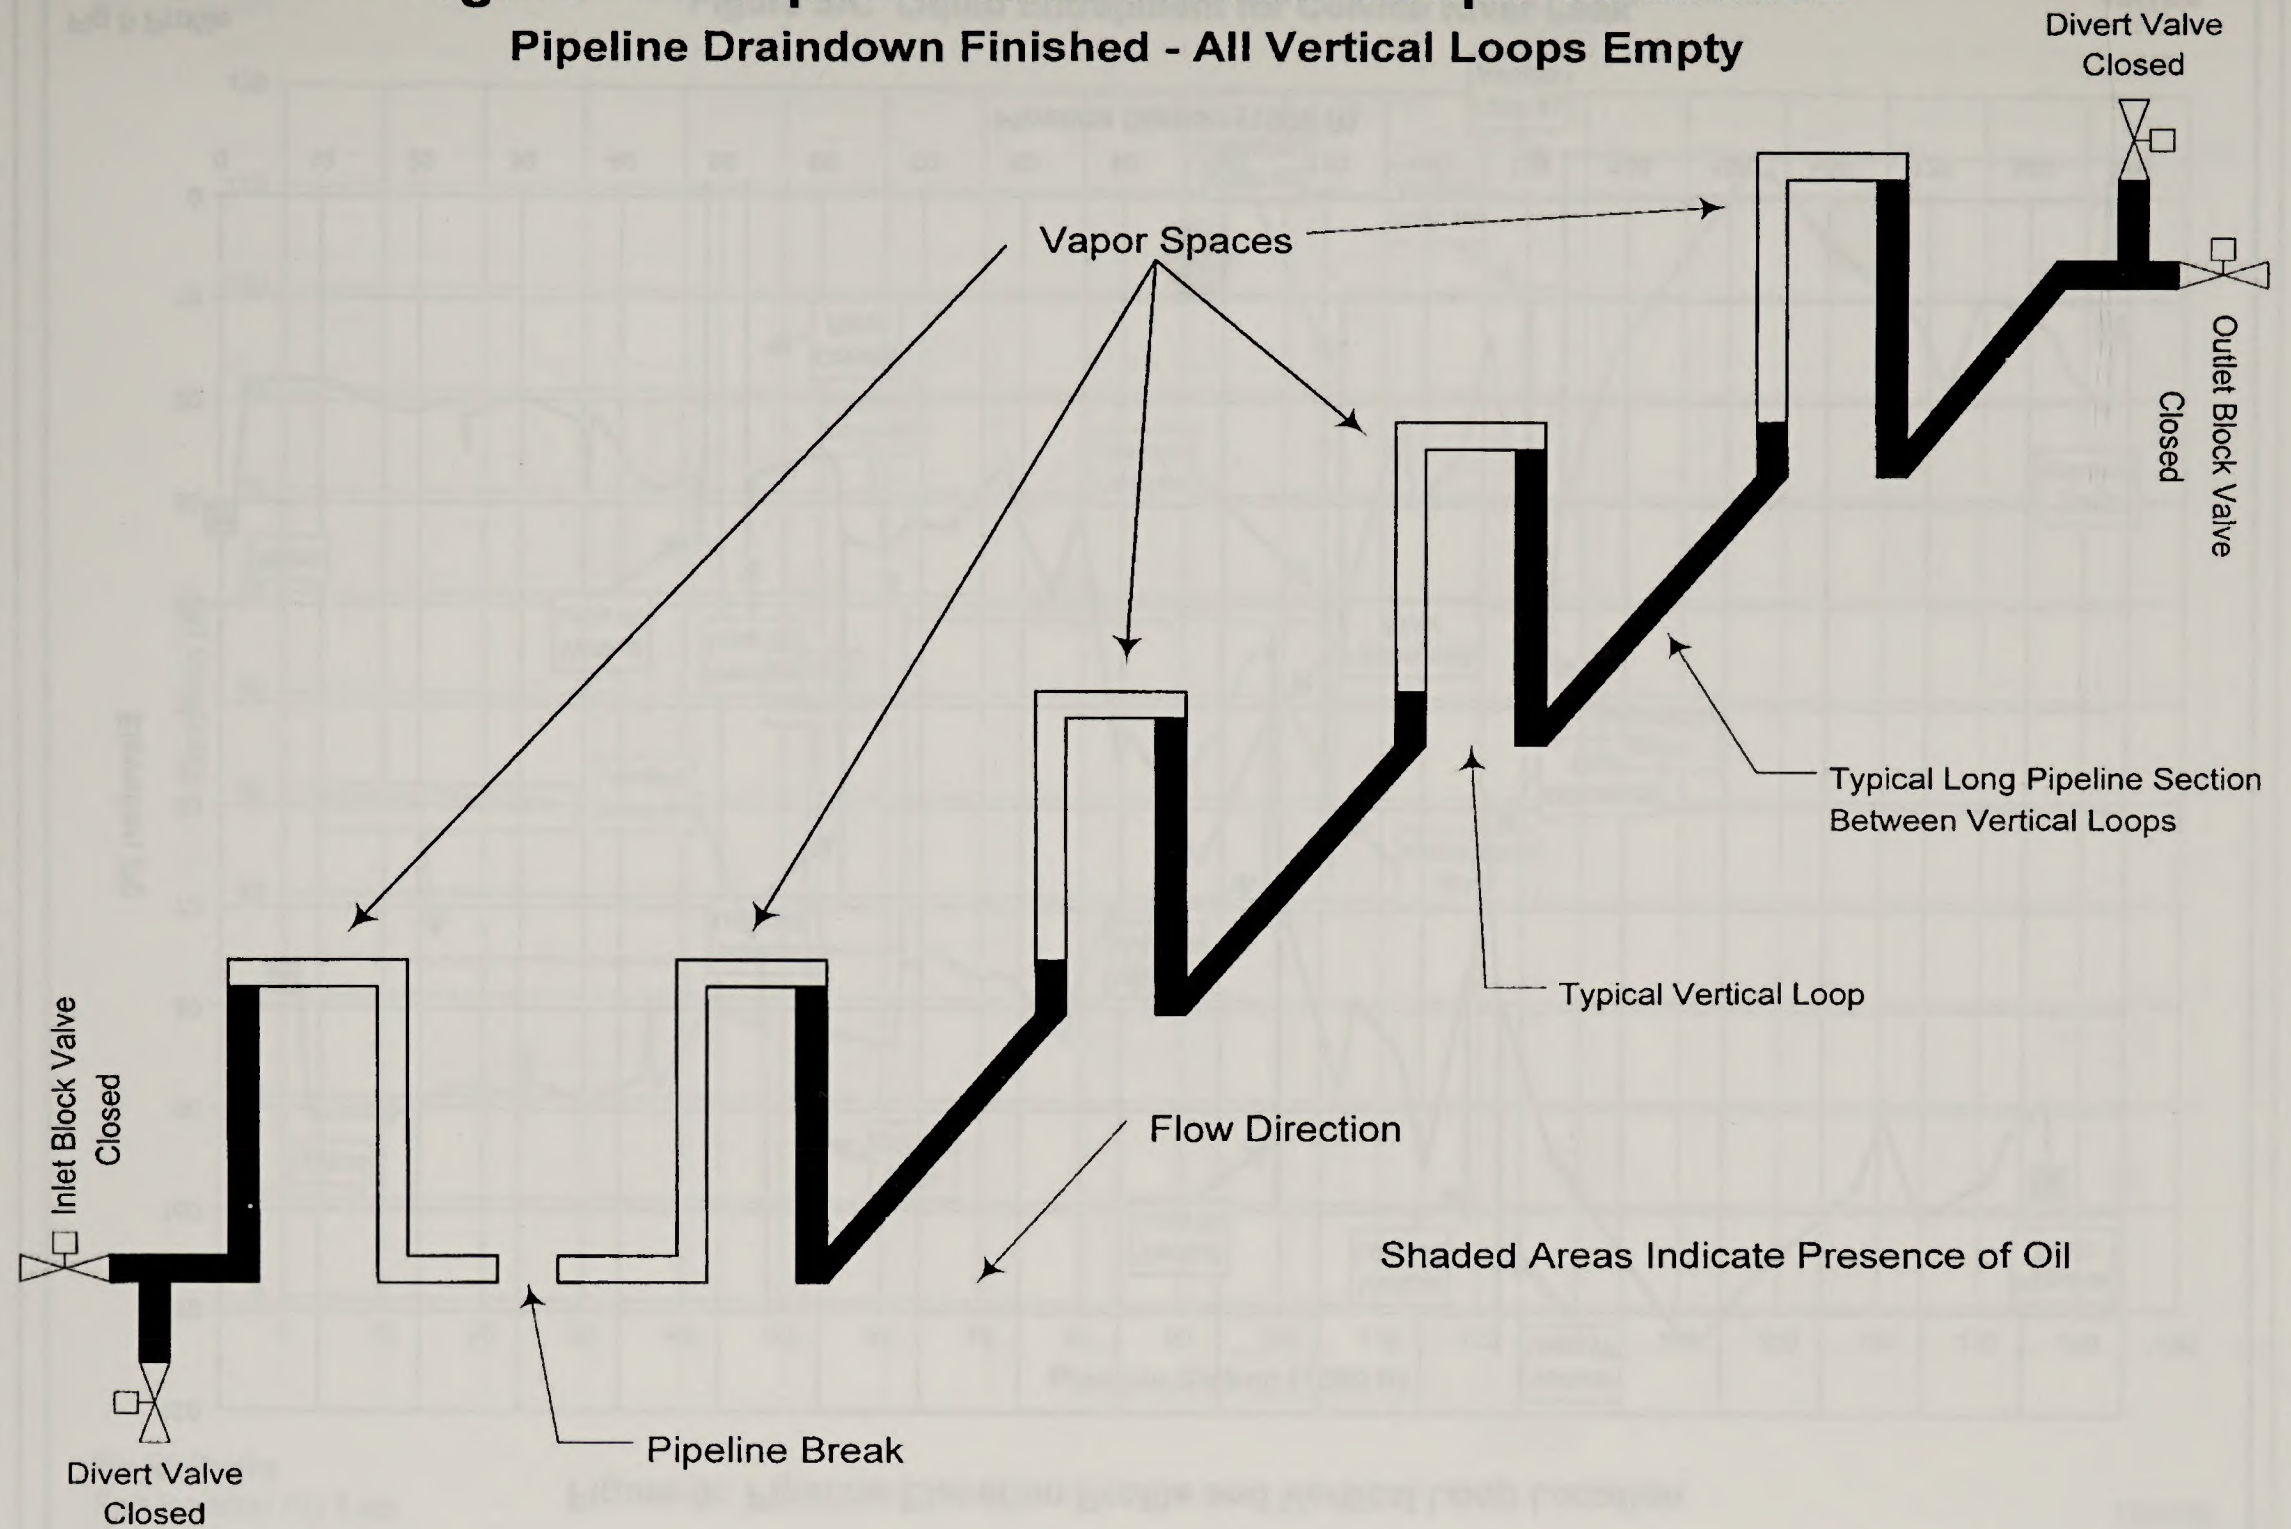 Pipeline Draindown Finished - All Vertical Loops Empty
Divert Valve
Closed
Vapor Spaces
Outlet Block Valve
Closed
Typical Long Pipeline Section
Between Vertical Loops
Typical Vertical Loop
Inlet Block Valve
Closed
Flow Direction
Shaded Areas Indicate Presence of Oil
Pipeline Break
Divert Valve
Closed